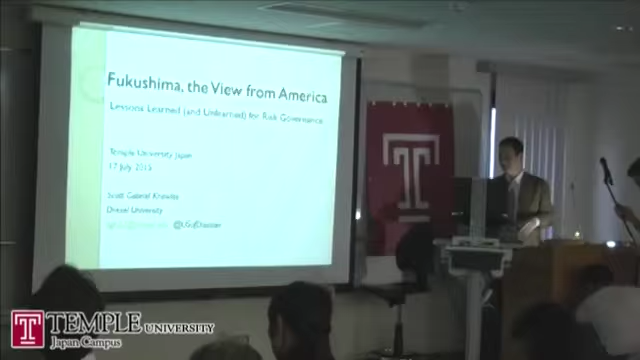 Fukushima, the View from America
Lessons Learned (and Unlearned) for Risk Governance
Temple University Japan
17 July 2015
Scott Gabriel Knowles
Drexel University
TEMPLE UNIVERSITY
Japan Campus